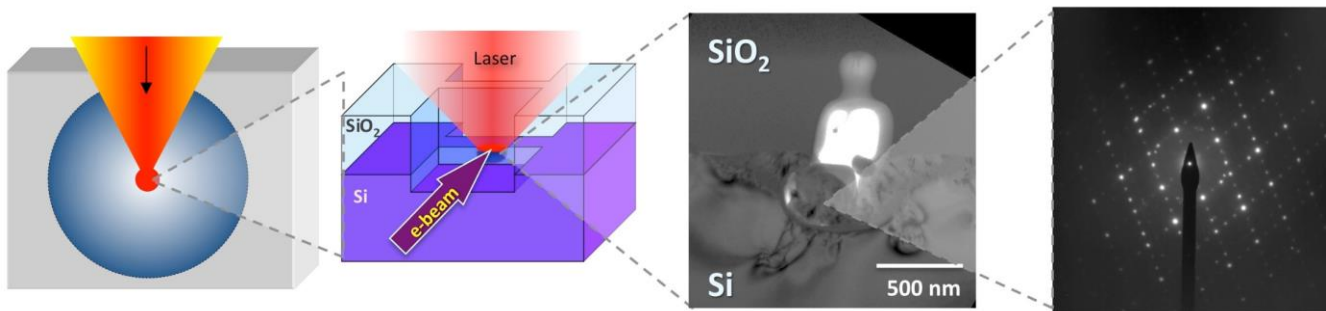 Laser
SiO₂
Si
e-beam
SiO₂
Si
500 nm